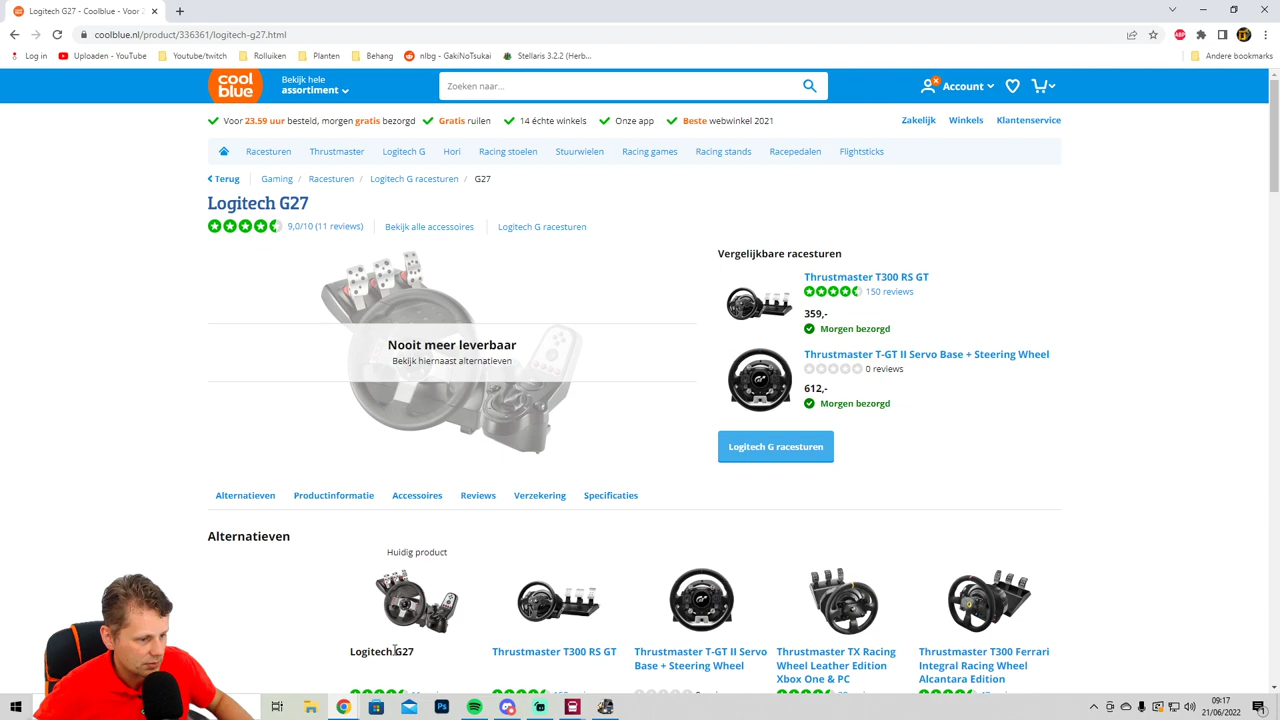 Logitech G27 - Coolblue - Voor 2
coolblue.nl/product/336361/logitech-g27.html
Log in
Uploaden - YouTube
Youtube/twitch
Rolluiken
Planten
Behang
nlbg - GakiNoTsukai
Stellaris 3.2.2 (Herb...
Andere bookmarks
cool
blue
Bekijk hele
assortiment
Zoeken naar...
Account
Voor 23.59 uur besteld, morgen gratis bezorgd
Gratis ruilen
14 échte winkels
Onze app
Beste webwinkel 2021
Zakelijk
Winkels
Klantenservice
Racesturen
Thrustmaster
Logitech G
Hori
Racing stoelen
Stuurwielen
Racing games
Racing stands
Racepedalen
Flightsticks
Terug
Gaming / Racesturen / Logitech G racesturen / G27
Logitech G27
9,0/10 (11 reviews)
Bekijk alle accessoires
Logitech G racesturen
Nooit meer leverbaar
Bekijk hiernaast alternatieven
Vergelijkbare racesturen
Thrustmaster T300 RS GT
150 reviews
359,-
Morgen bezorgd
Thrustmaster T-GT II Servo Base + Steering Wheel
0 reviews
612,-
Morgen bezorgd
Logitech G racesturen
Alternatieven
Productinformatie
Accessoires
Reviews
Verzekering
Specificaties
Alternatieven
Huidig product
Logitech G27
Thrustmaster T300 RS GT
Thrustmaster T-GT II Servo
Base + Steering Wheel
Thrustmaster TX Racing
Wheel Leather Edition
Xbox One & PC
Thrustmaster T300 Ferrari
Integral Racing Wheel
Alcantara Edition
09:17
21/06/2022